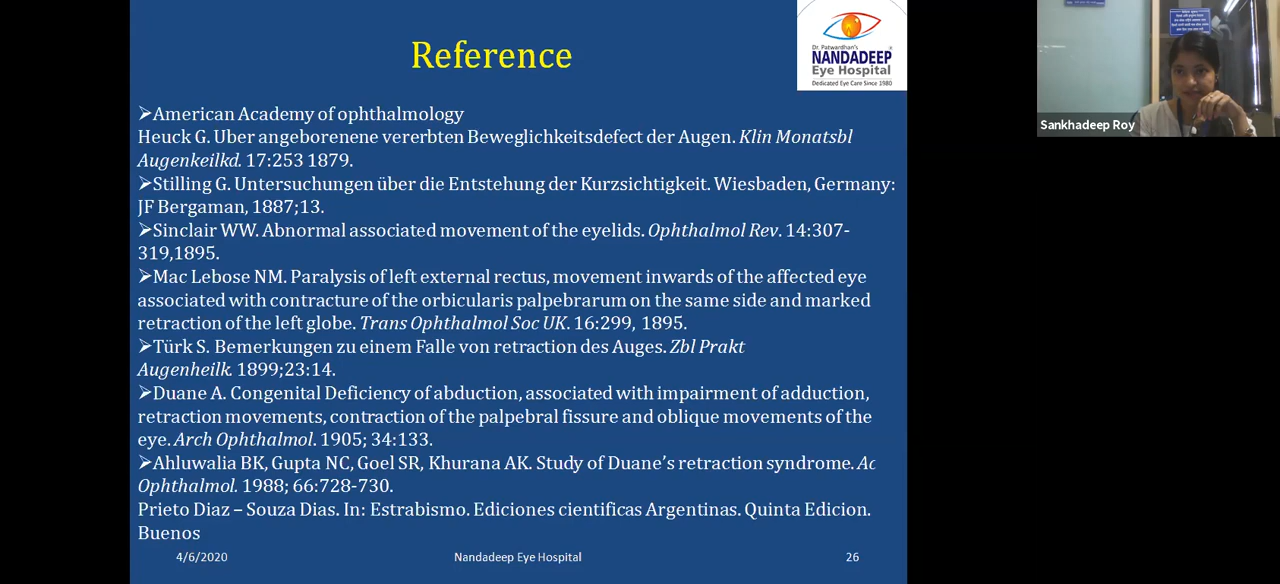 Reference
Dr. Patwardhan's
NANDADEEP
Eye Hospital
Dedicated Eye Care Since 1980
➢American Academy of ophthalmology
Heuck G. Uber angeborenene vererbten Beweglichkeitsdefect der Augen. Klin Monatsbl
Augenkeilkd. 17:253 1879.
➢Stilling G. Untersuchungen über die Entstehung der Kurzsichtigkeit. Wiesbaden, Germany:
JF Bergaman, 1887;13.
➢Sinclair WW. Abnormal associated movement of the eyelids. Ophthalmol Rev. 14:307-
319,1895.
➢Mac Lebose NM. Paralysis of left external rectus, movement inwards of the affected eye
associated with contracture of the orbicularis palpebrarum on the same side and marked
retraction of the left globe. Trans Ophthalmol Soc UK. 16:299, 1895.
➢Türk S. Bemerkungen zu einem Falle von retraction des Auges. Zbl Prakt
Augenheilk. 1899;23:14.
➢Duane A. Congenital Deficiency of abduction, associated with impairment of adduction,
retraction movements, contraction of the palpebral fissure and oblique movements of the
eye. Arch Ophthalmol. 1905; 34:133.
➢Ahluwalia BK, Gupta NC, Goel SR, Khurana AK. Study of Duane's retraction syndrome. Ac
Ophthalmol. 1988; 66:728-730.
Prieto Diaz – Souza Dias. In: Estrabismo. Ediciones cientificas Argentinas. Quinta Edicion.
Buenos
4/6/2020
Nandadeep Eye Hospital
26
Sankhadeep Roy